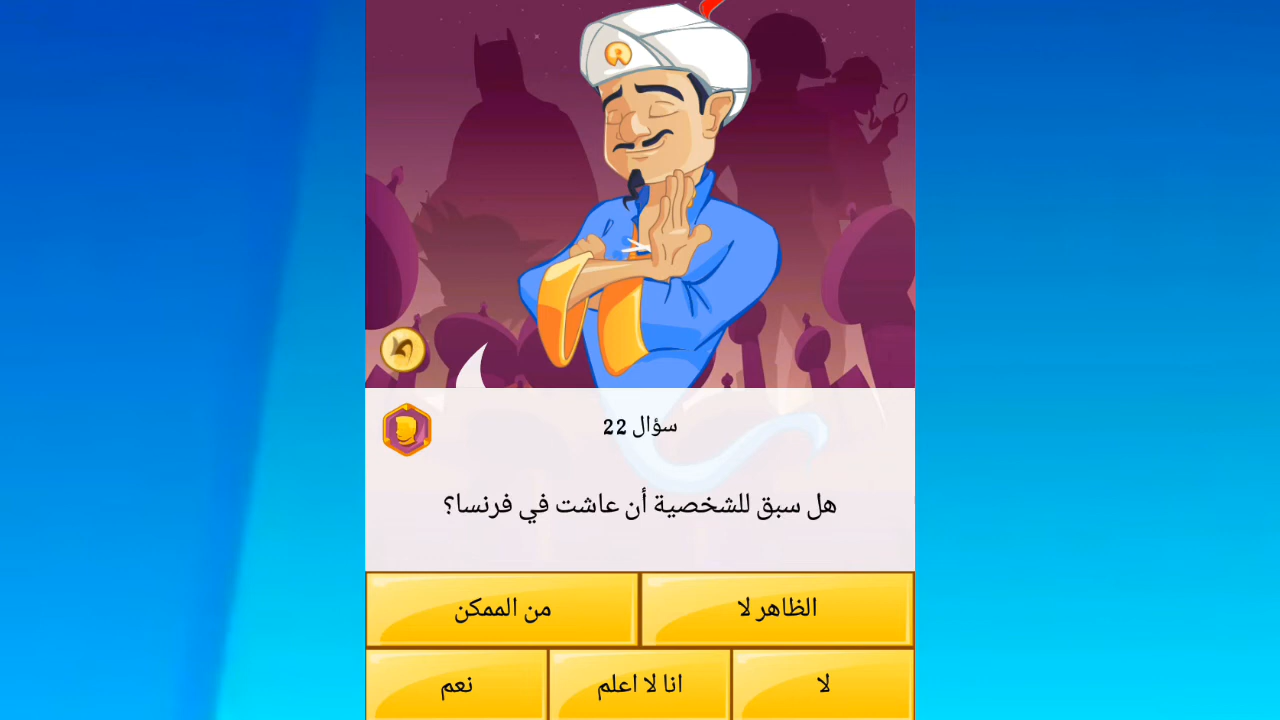 سؤال 22
هل سبق للشخصية أن عاشت في فرنسا؟
الظاهر لا
من الممكن
لا
انا لا اعلم
نعم